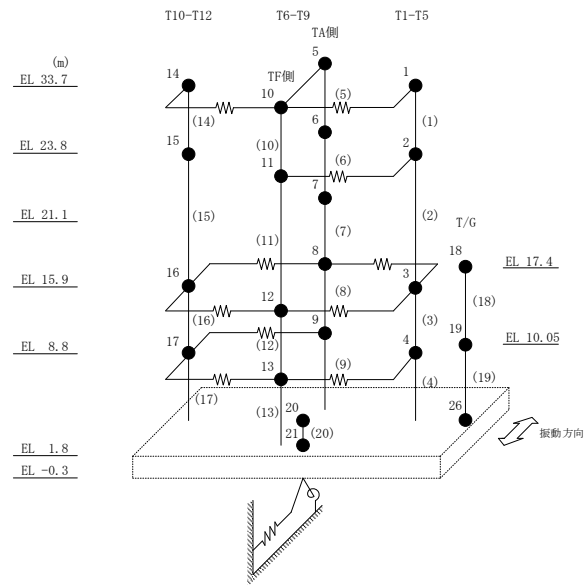 T10-T12 T6-T9 T1-T5
TA側
(m) 5
EL 33.7 14 TF側 1
10 (5)
(14) 6 (1)
(10)
EL 23.8 15 11 (6) 2
7
EL 21.1 (15) (7) (2) T/G
(11) 8 18 EL 17.4
EL 15.9 16 12 (8) 3 (18)
(16) (12) 9 (3) 19 EL 10.05
EL 8.8 17 13 (9) 4
(17) (13) 20 (4) (19)
21 (20) 26
振動方向
EL 1.8
EL -0.3